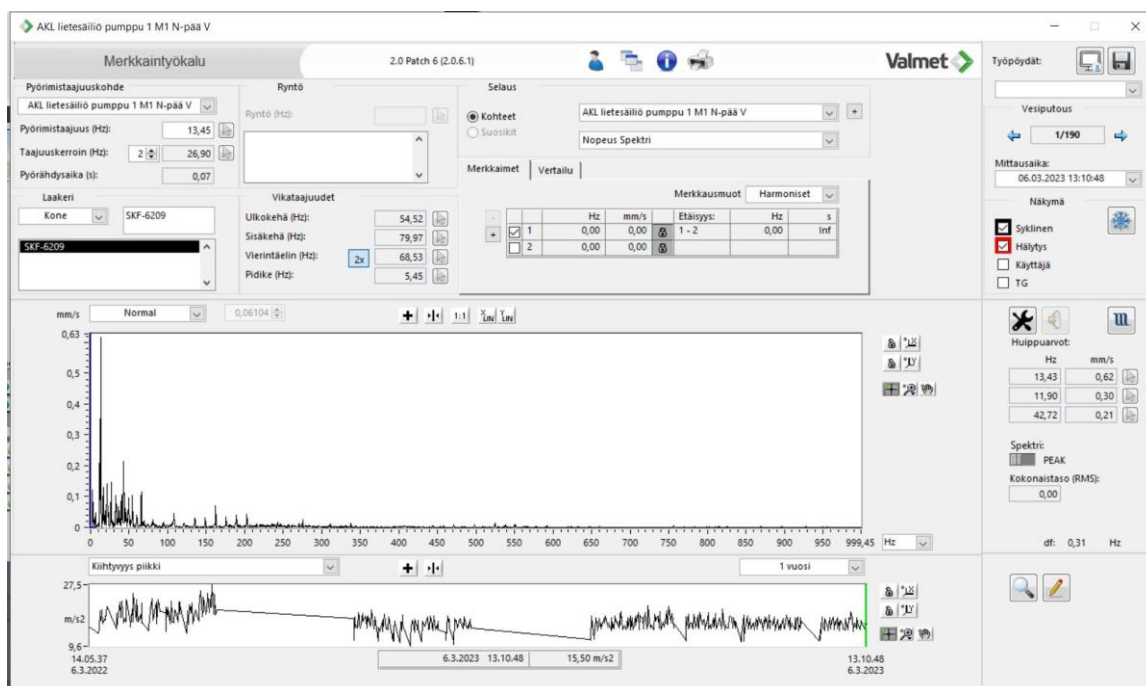 AKL lietesäiliö pumppu 1 M1 N-pää V
Merkkaintyökalu
2.0 Patch 6 (2.0.6.1)
Valmet
Työpöydät:
Pyörimistaajuuskohde
AKL lietesäiliö pumppu 1 M1 N-pää V
Pyörimistaajuus (Hz): 13,45
Taajuuskerroin (Hz): 2 26,90
Pyörähdysaika (s): 0,07
Ryntö
Ryntö (Hz):
Selaus
Kohteet
Suosikit
AKL lietesäiliö pumppu 1 M1 N-pää V
+
Nopeus Spektri
Merkkaimet Vertailu
Merkkausmuot Harmoniset
Hz mm/s Etäisyys: Hz s
- 1 0,00 0,00 1 - 2 0,00 Inf
+ 2 0,00 0,00
Laakeri
Kone SKF-6209
SKF-6209
Vikataajuudet
Ulkokehä (Hz): 54,52
Sisäkehä (Hz): 79,97
Vierintäelin (Hz): 2x 68,53
Pidike (Hz): 5,45
Vesiputous
1/190
Mittausaika:
06.03.2023 13:10:48
Näkymä
Syklinen
Hälytys
Käyttäjä
TG
mm/s Normal 0,06104 1:1 X LIN Y LIN
0,63
0,5
0,4
0,3
0,2
0,1
0
0 50 100 150 200 250 300 350 400 450 500 550 600 650 700 750 800 850 900 950 999,45 Hz
m
Huippuarvot:
Hz mm/s
13,43 0,62
11,90 0,30
42,72 0,21
Spektri:
PEAK
Kokonaistaso (RMS):
0,00
df: 0,31 Hz
Kiihtyvyys piikki 1 vuosi
27,5
m/s2
9,6
14.05.37
6.3.2022
6.3.2023 13.10.48 15,50 m/s2
13.10.48
6.3.2023